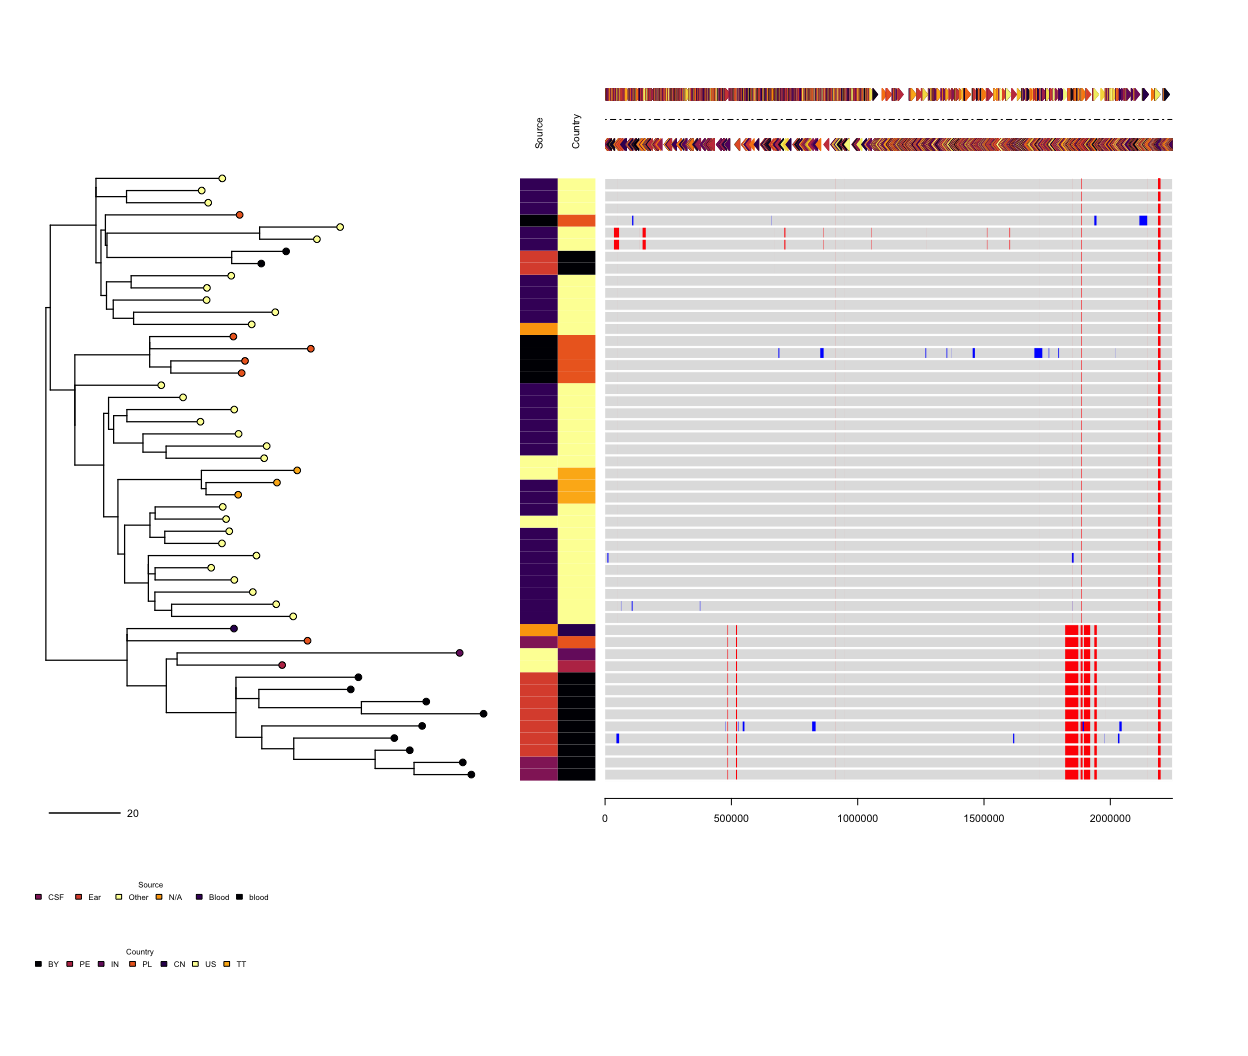 Source
Country
20
0 500000 1000000 1500000 2000000
Source
CSF Ear Other N/A Blood blood
Country
BY PE IN PL CN US TT